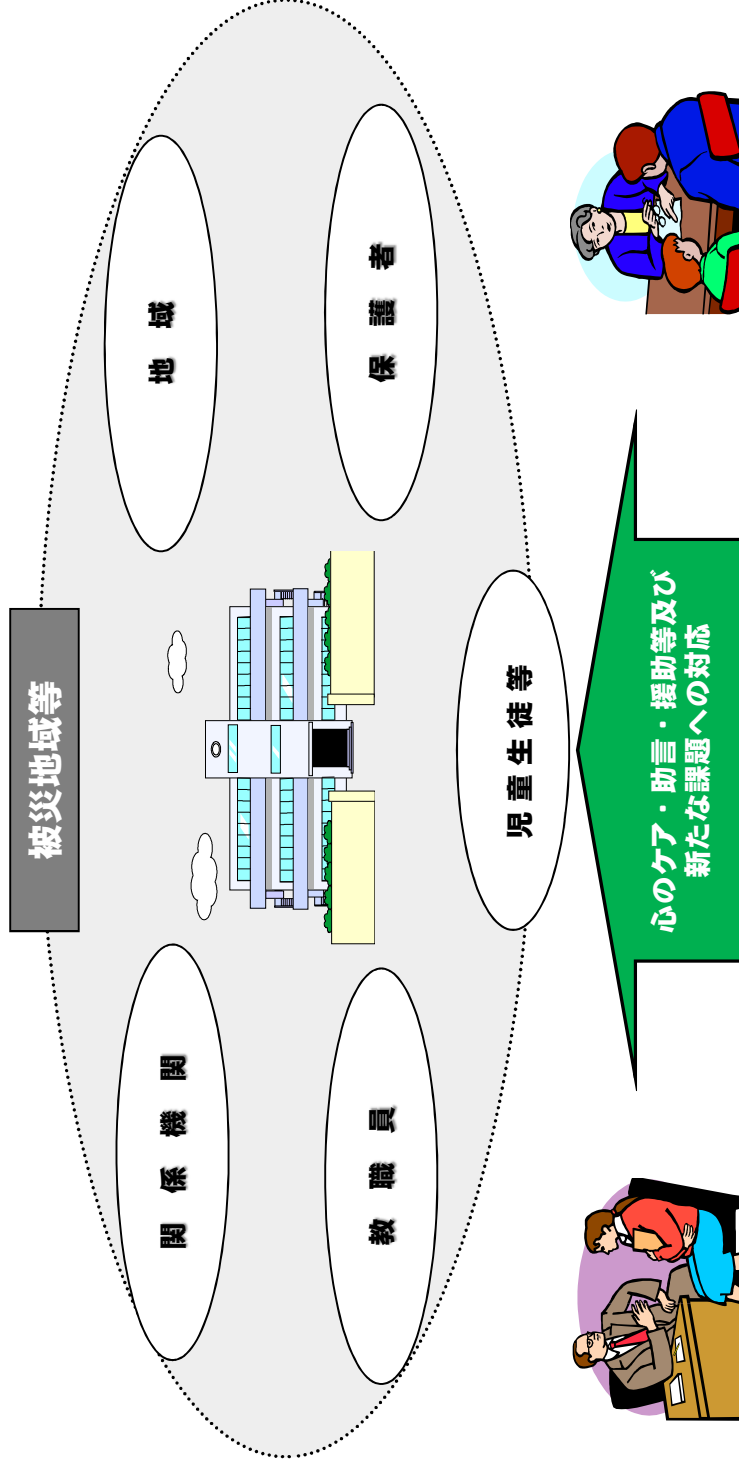 被災地域等
関係機関
地域
教職員
保護者
児童生徒等
心のケア・助言・援助等及び
新たな課題への対応